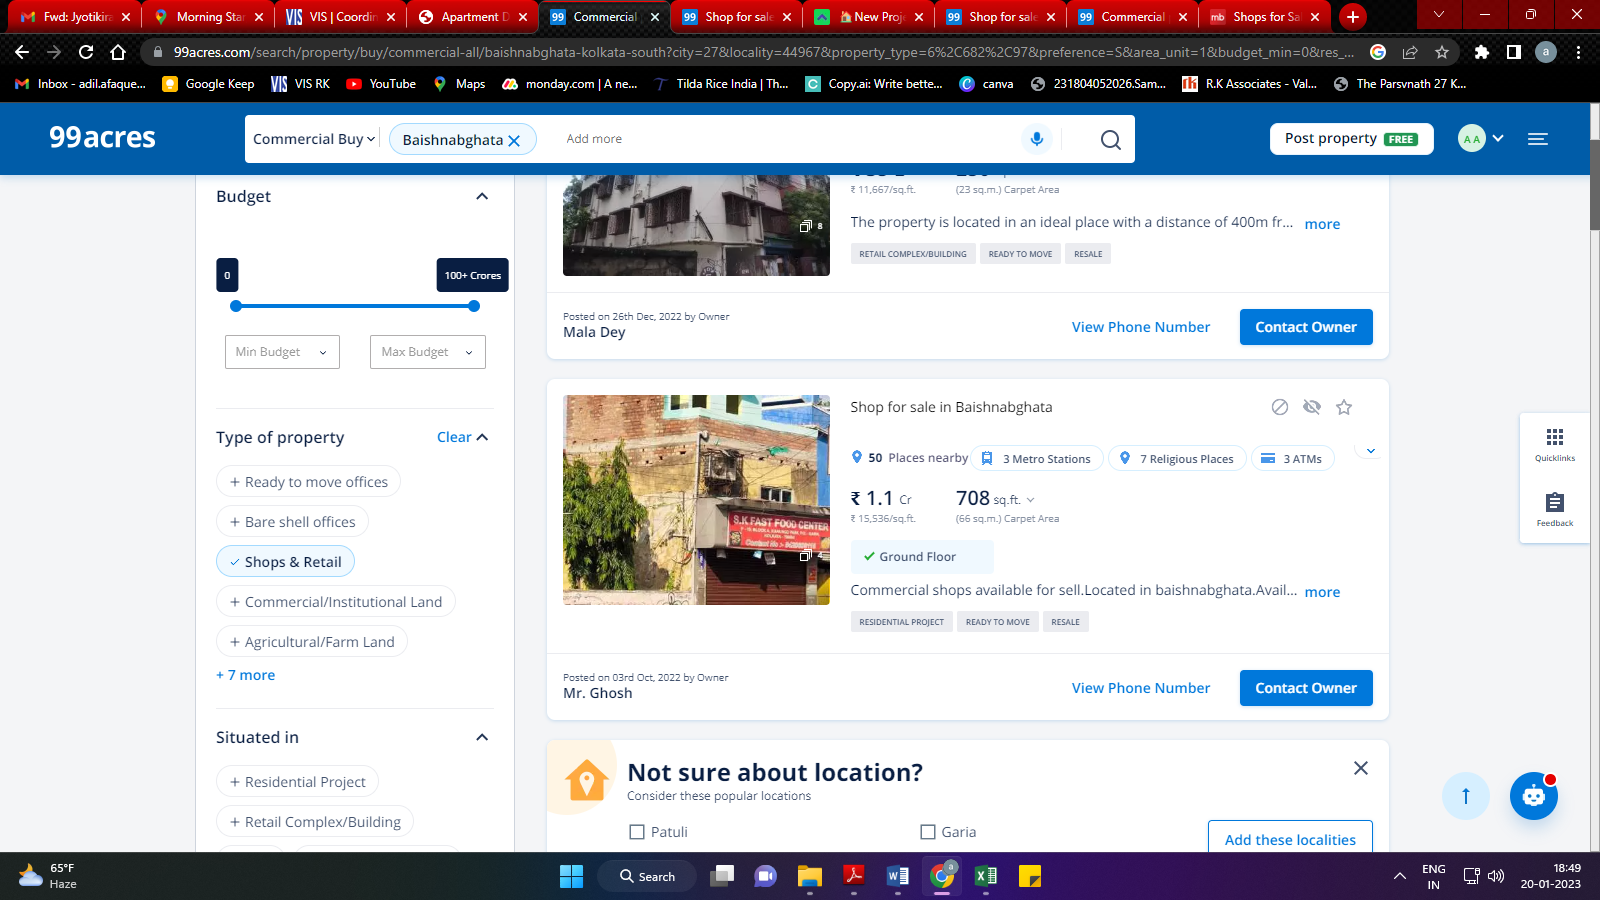 Fwd: Jyotikira
Morning Star
VIS | Coordin
Apartment D
Commercial
Shop for sale
New Proje
Shop for sale
Commercial
Shops for Sa
99acres.com/search/property/buy/commercial-all/baishnabghata-kolkata-south?city=27&locality=44967&property_type=6%2C682%2C97&preference=S&area_unit=1&budget_min=0&res_...
Inbox - adil.afaque...
Google Keep
VIS RK
YouTube
Maps
monday.com | A ne...
Tilda Rice India | Th...
Copy.ai: Write bette...
canva
231804052026.Sam...
R.K Associates - Val...
The Parsvnath 27 K...
99acres
Commercial Buy
Baishnabghata
Add more
Post property FREE
A A
Budget
0
100+ Crores
Min Budget
Max Budget
Type of property
Clear
+ Ready to move offices
+ Bare shell offices
Shops & Retail
+ Commercial/Institutional Land
+ Agricultural/Farm Land
+ 7 more
Situated in
+ Residential Project
+ Retail Complex/Building
8
₹ 11,667/sq.ft.
(23 sq.m.) Carpet Area
The property is located in an ideal place with a distance of 400m fr... more
RETAIL COMPLEX/BUILDING
READY TO MOVE
RESALE
Posted on 26th Dec, 2022 by Owner
Mala Dey
View Phone Number
Contact Owner
S.K FAST FOOD CENTER
4
Shop for sale in Baishnabghata
50 Places nearby
3 Metro Stations
7 Religious Places
3 ATMs
₹ 1.1 Cr
708 sq.ft.
₹ 15,536/sq.ft.
(66 sq.m.) Carpet Area
Ground Floor
Commercial shops available for sell.Located in baishnabghata.Avail... more
RESIDENTIAL PROJECT
READY TO MOVE
RESALE
Posted on 03rd Oct, 2022 by Owner
Mr. Ghosh
View Phone Number
Contact Owner
Not sure about location?
Consider these popular locations
Patuli
Garia
Add these localities
Quicklinks
Feedback
65°F
Haze
Search
ENG
IN
18:49
20-01-2023